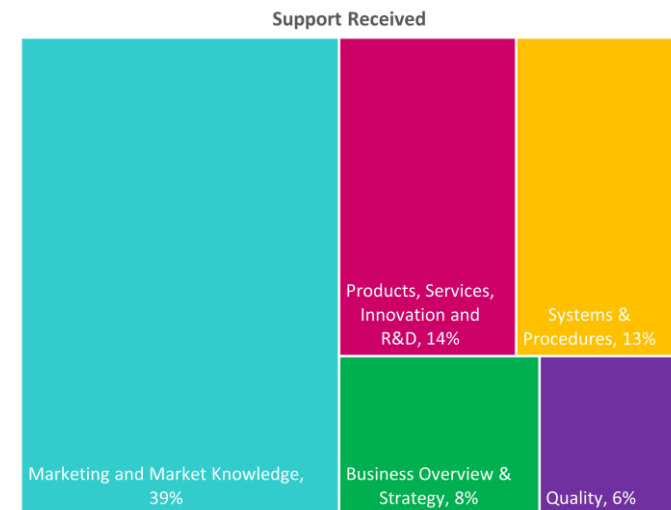 Support Received
Products, Services,
Innovation and
R&D, 14%
Systems &
Procedures, 13%
Marketing and Market Knowledge,
39%
Business Overview &
Strategy, 8%
Quality, 6%